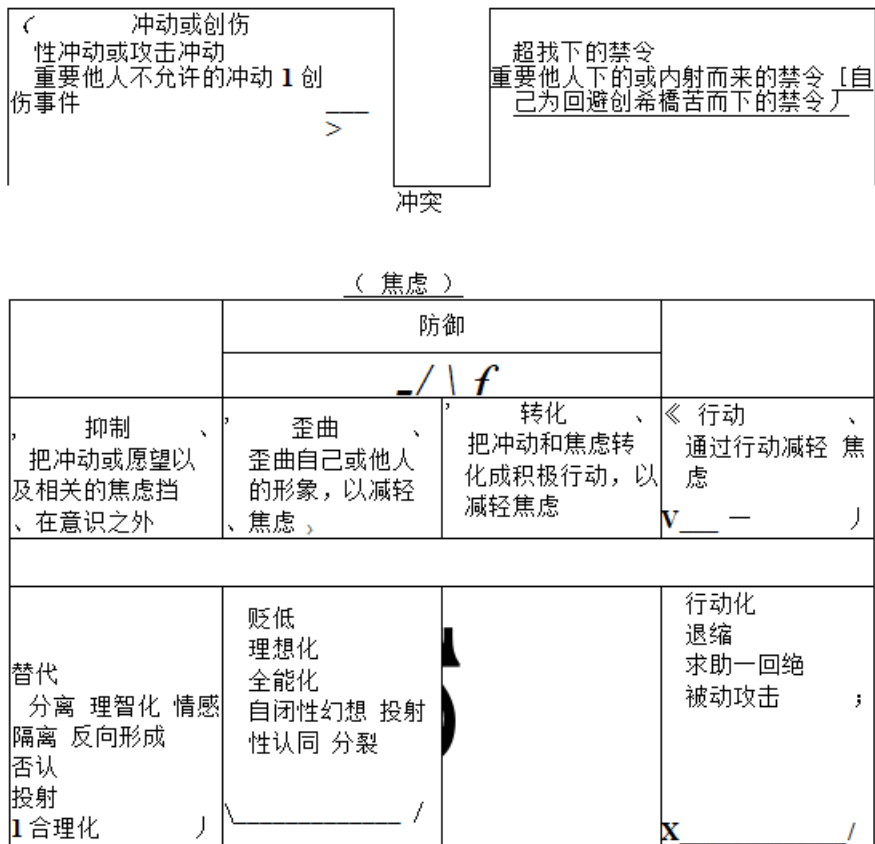 （ 冲动或创伤
性冲动或攻击冲动
重要他人不允许的冲动 1 创
伤事件
___
>
超找下的禁令
重要他人下的或内射而来的禁令 [自
己为回避创希橋苦而下的禁令丿
冲突
（ 焦虑 ）
防御
-/ \ f
, 抑制 、
把冲动或愿望以
及相关的焦虑挡
、在意识之外
’ 歪曲 、
歪曲自己或他人
的形象，以减轻
、焦虑 ﹜
’ 转化 、
把冲动和焦虑转
化成积极行动，以
减轻焦虑
《 行动 、
通过行动减轻 焦
虑
V___ — 丿
替代
分离 理智化 情感
隔离 反向形成
否认
投射
1 合理化 丿
贬低
理想化
全能化
自闭性幻想 投射
性认同 分裂
\_____________ /
行动化
退缩
求助一回绝
被动攻击 ；
X______________/